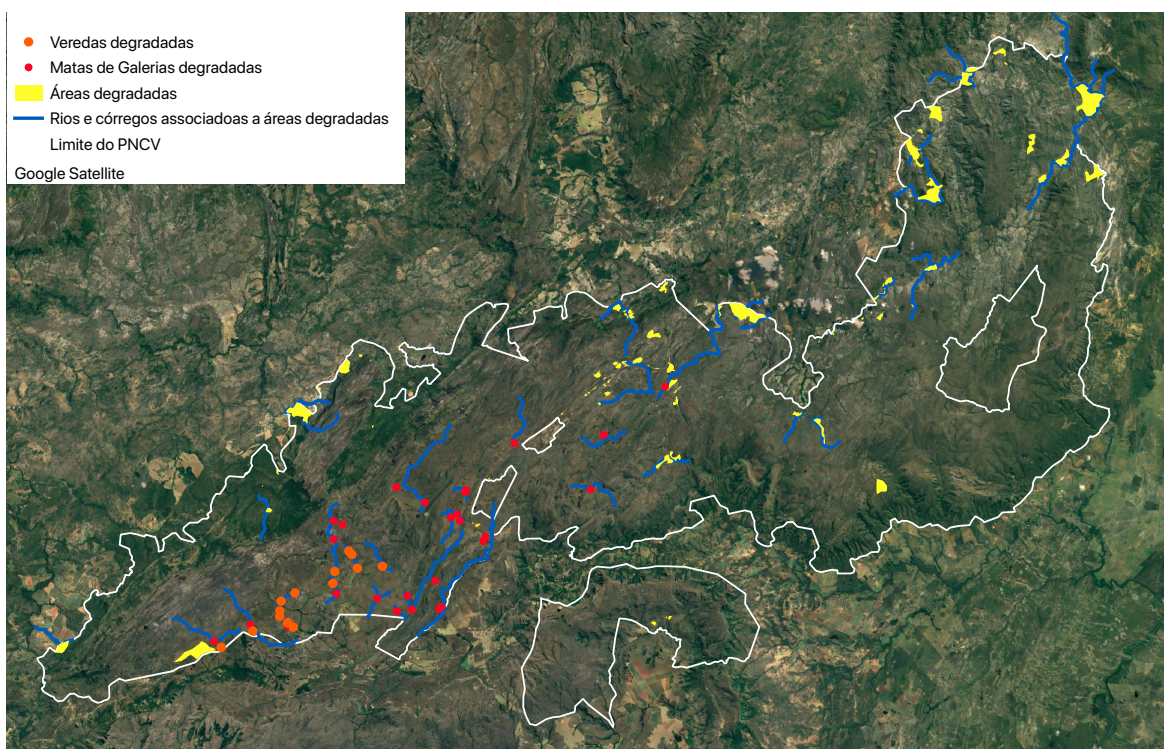 Veredas degradadas
Matas de Galerias degradadas
Áreas degradadas
Rios e córregos associadoas a áreas degradadas
Limite do PNCV
Google Satellite